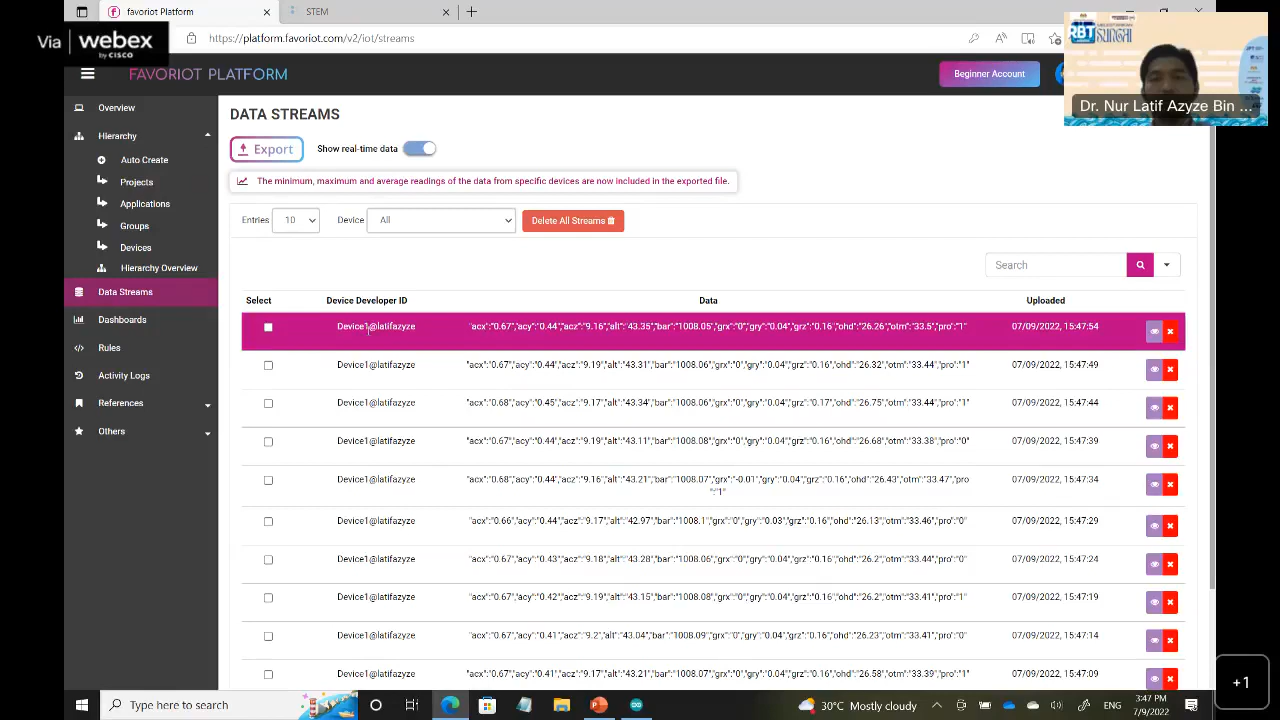 favoriot Platform
STEM
Via webex
by CISCO
https://platform.favoriot.com/v2/
FAVORIOT PLATFORM
Beginner Account
RBT
SUNGAI
Dr. Nur Latif Azyze Bin ...
Overview
Hierarchy
Auto Create
Projects
Applications
Groups
Devices
Hierarchy Overview
Data Streams
Dashboards
Rules
Activity Logs
References
Others
DATA STREAMS
Export
Show real-time data
The minimum, maximum and average readings of the data from specific devices are now included in the exported file.
Entries 10 Device All Delete All Streams
Search
Select Device Developer ID Data Uploaded
Device1@latifazyze "acx":"0.67","acy":"0.44","acz":"9.16","alt":"43.35","bar":"1008.05","grx":"0","gry":"0.04","grz":"0.16","ohd":"26.26","otm":"33.5","pro":"1" 07/09/2022, 15:47:54
Device1@latifazyze "acx":"0.67","acy":"0.44","acz":"9.19","alt":"43.31","bar":"1008.06","grx":"0","gry":"0.04","grz":"0.16","ohd":"26.32","otm":"33.44","pro":"1" 07/09/2022, 15:47:49
Device1@latifazyze "acx":"0.68","acy":"0.45","acz":"9.17","alt":"43.34","bar":"1008.06","grx":"0","gry":"0.04","grz":"0.17","ohd":"26.75","otm":"33.44","pro":"1" 07/09/2022, 15:47:44
Device1@latifazyze "acx":"0.67","acy":"0.44","acz":"9.19","alt":"43.11","bar":"1008.08","grx":"0","gry":"0.04","grz":"0.16","ohd":"26.68","otm":"33.38","pro":"0" 07/09/2022, 15:47:39
Device1@latifazyze "acx":"0.68","acy":"0.44","acz":"9.16","alt":"43.21","bar":"1008.07","grx":"-0.01","gry":"0.04","grz":"0.16","ohd":"26.43","otm":"33.47","pro 07/09/2022, 15:47:34
Device1@latifazyze "acx":"0.66","acy":"0.44","acz":"9.17","alt":"42.97","bar":"1008.1","grx":"0","gry":"0.03","grz":"0.16","ohd":"26.13","otm":"33.46","pro":"0" 07/09/2022, 15:47:29
Device1@latifazyze "acx":"0.67","acy":"0.43","acz":"9.18","alt":"43.28","bar":"1008.06","grx":"0","gry":"0.04","grz":"0.16","ohd":"26.2","otm":"33.44","pro":"0" 07/09/2022, 15:47:24
Device1@latifazyze "acx":"0.67","acy":"0.42","acz":"9.19","alt":"43.15","bar":"1008.08","grx":"0","gry":"0.04","grz":"0.16","ohd":"26.2","otm":"33.41","pro":"1" 07/09/2022, 15:47:19
Device1@latifazyze "acx":"0.67","acy":"0.41","acz":"9.2","alt":"43.04","bar":"1008.09","grx":"0","gry":"0.04","grz":"0.16","ohd":"26.23","otm":"33.41","pro":"0" 07/09/2022, 15:47:14
Device1@latifazyze "acx":"0.67","acy":"0.41","acz":"9.19","alt":"43.21","bar":"1008.07","grx":"0","gry":"0.04","grz":"0.16","ohd":"26.58","otm":"33.39","pro":"1" 07/09/2022, 15:47:09
+1
Type here to search
30°C Mostly cloudy
ENG
3:47 PM
7/9/2022